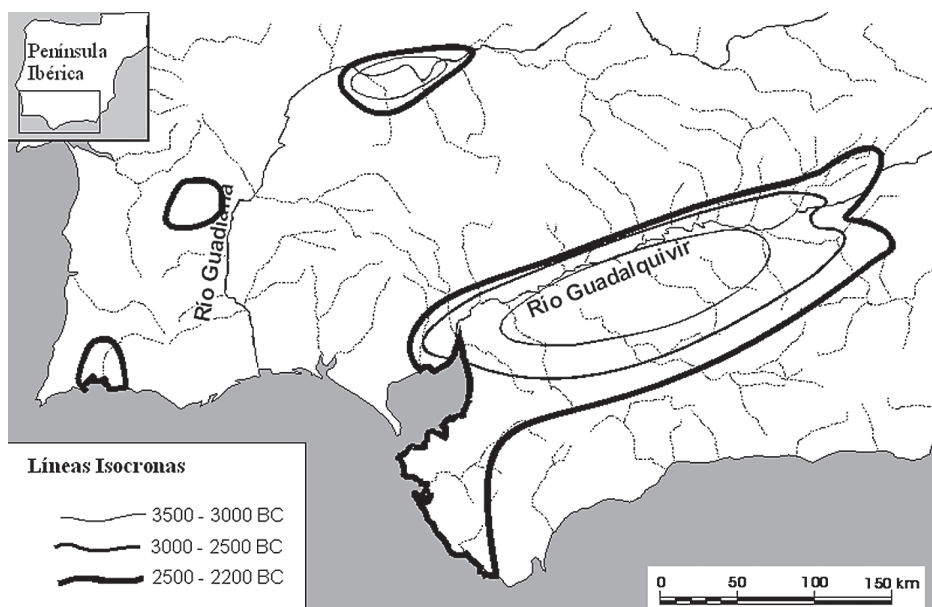 Península
Ibérica
Río Guadiana
Río Guadalquivir
Líneas Isocronas
3500 - 3000 BC
3000 - 2500 BC
2500 - 2200 BC
0 50 100 150 km